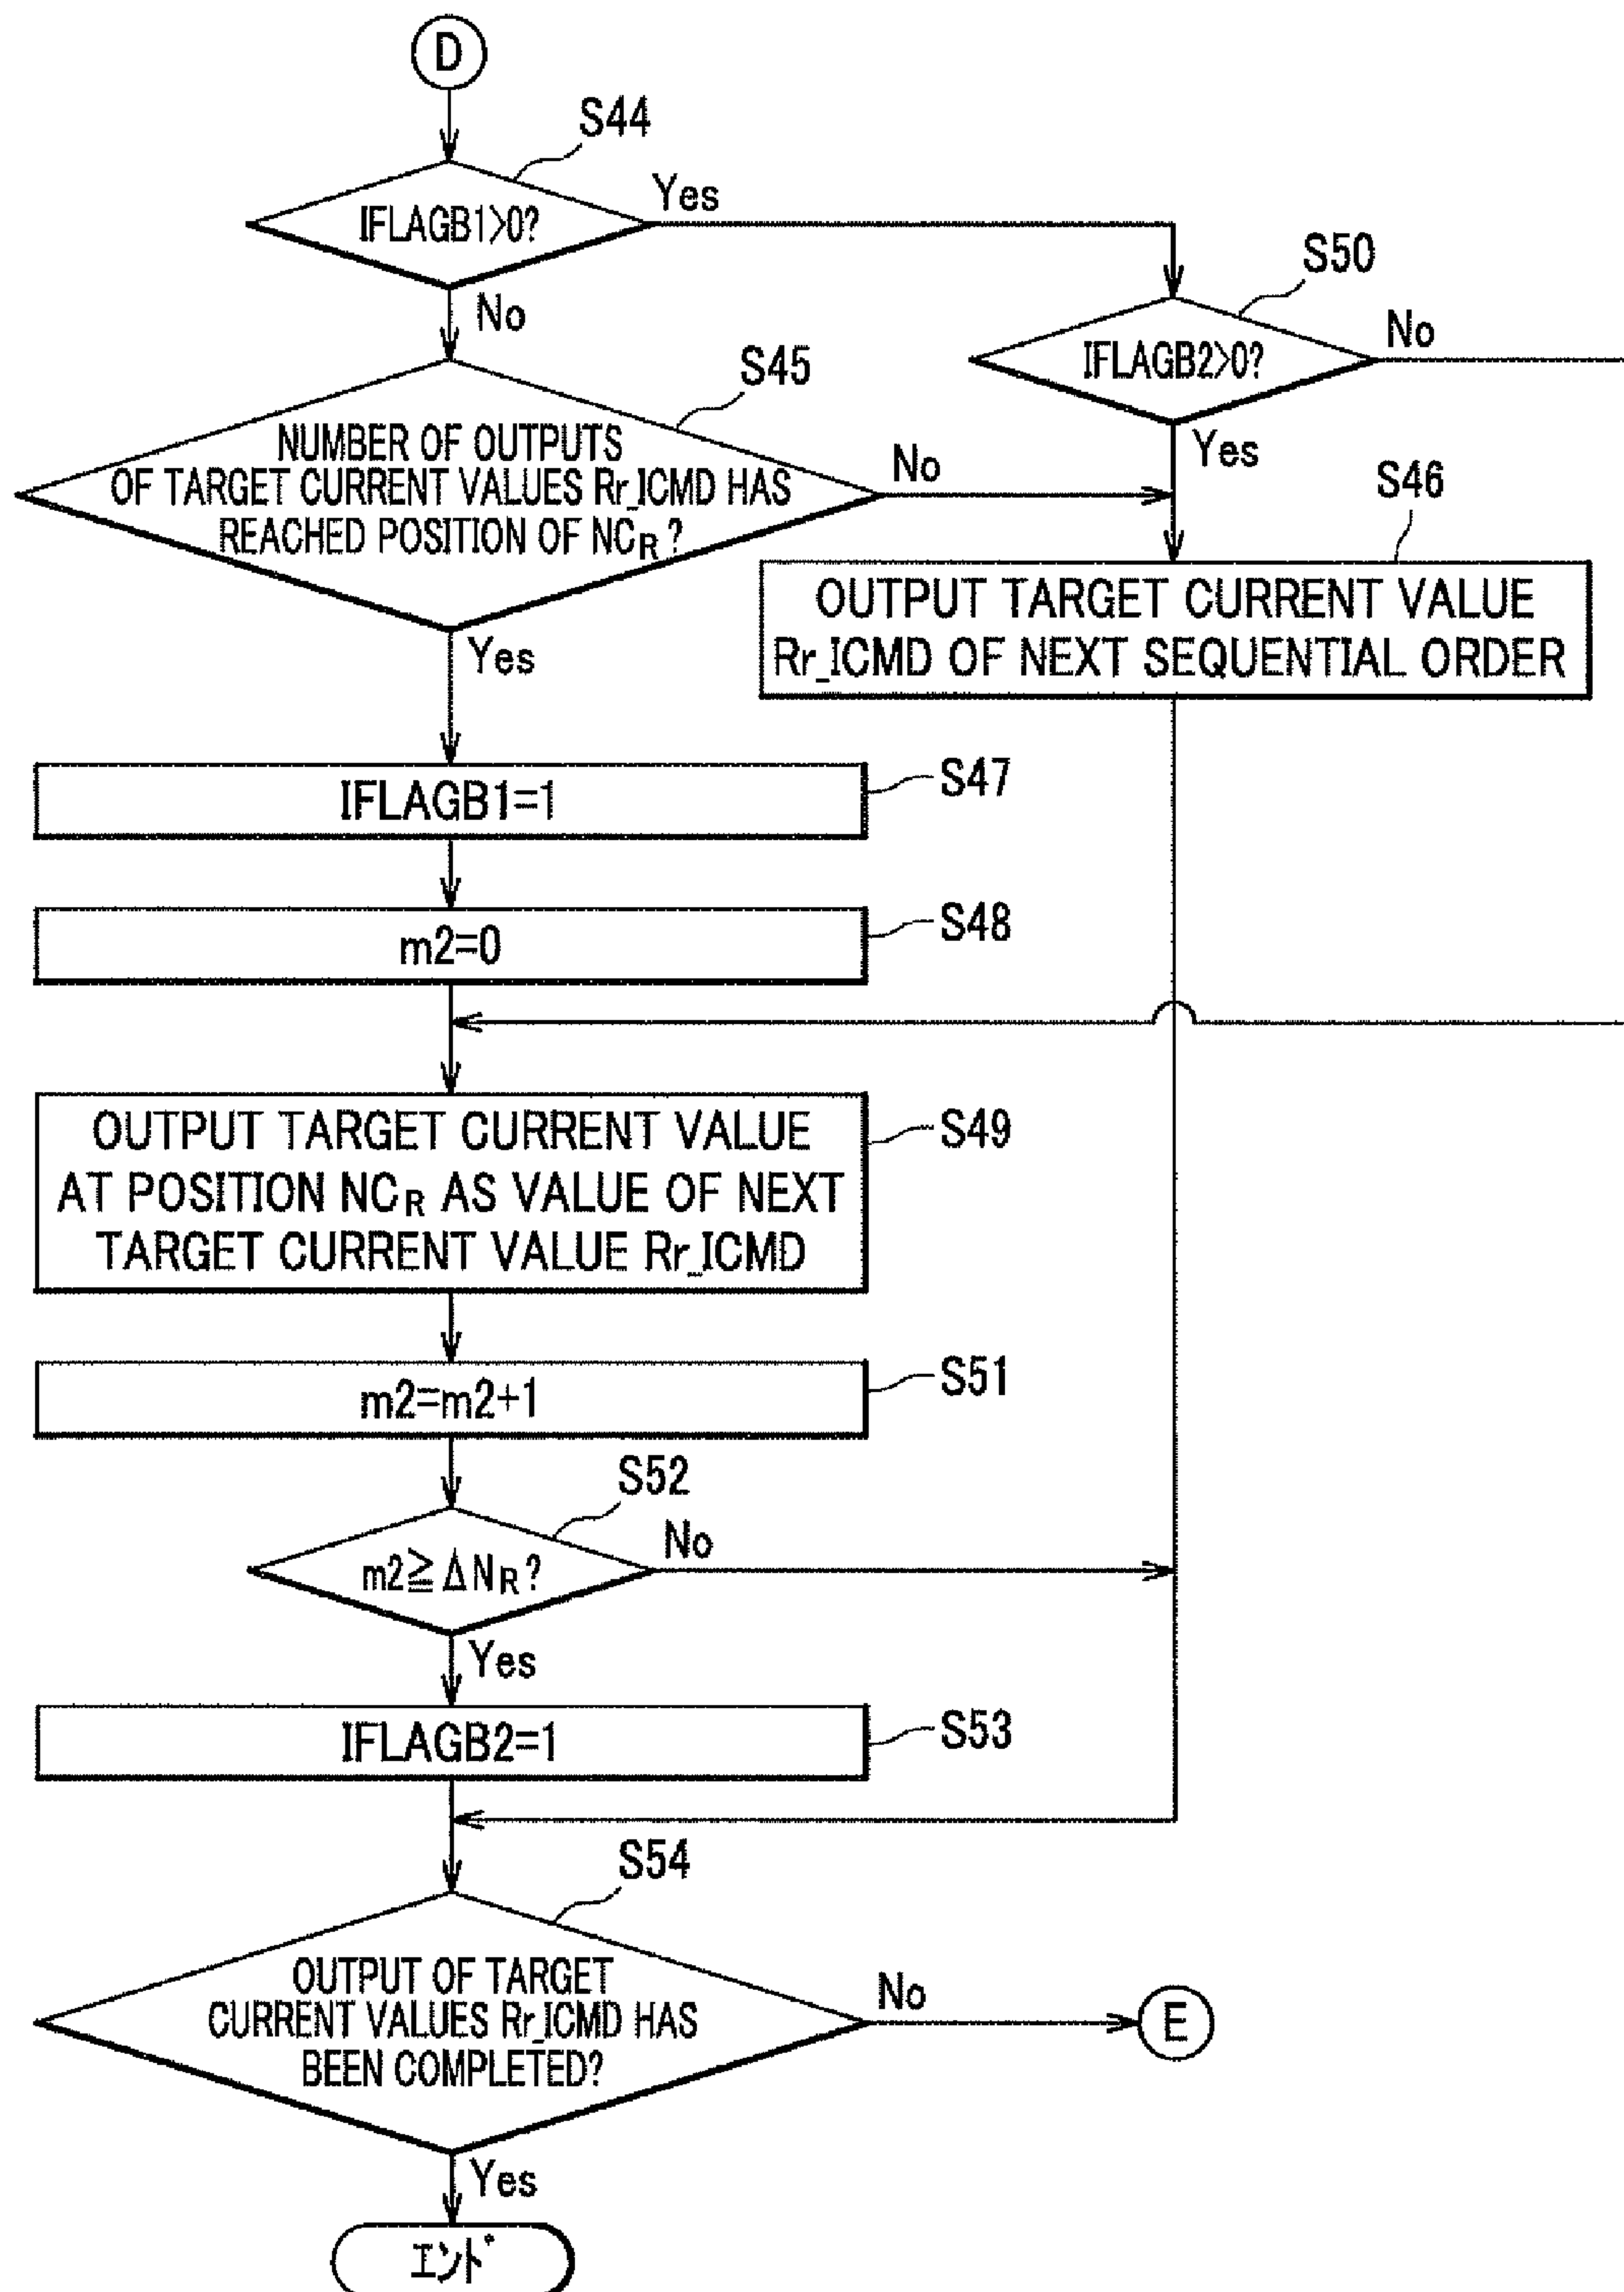 D
S44
IFLAGB1>0?
Yes
No
S50
IFLAGB2>0?
No
Yes
S45
NUMBER OF OUTPUTS
OF TARGET CURRENT VALUES Rr_ICMD HAS
REACHED POSITION OF NCR?
No
Yes
S46
OUTPUT TARGET CURRENT VALUE
Rr_ICMD OF NEXT SEQUENTIAL ORDER
IFLAGB1=1
S47
m2=0
S48
OUTPUT TARGET CURRENT VALUE
AT POSITION NCR AS VALUE OF NEXT
TARGET CURRENT VALUE Rr_ICMD
S49
m2=m2+1
S51
S52
m2≧ΔNR?
No
Yes
IFLAGB2=1
S53
S54
OUTPUT OF TARGET
CURRENT VALUES Rr_ICMD HAS
BEEN COMPLETED?
No
E
Yes
エンド